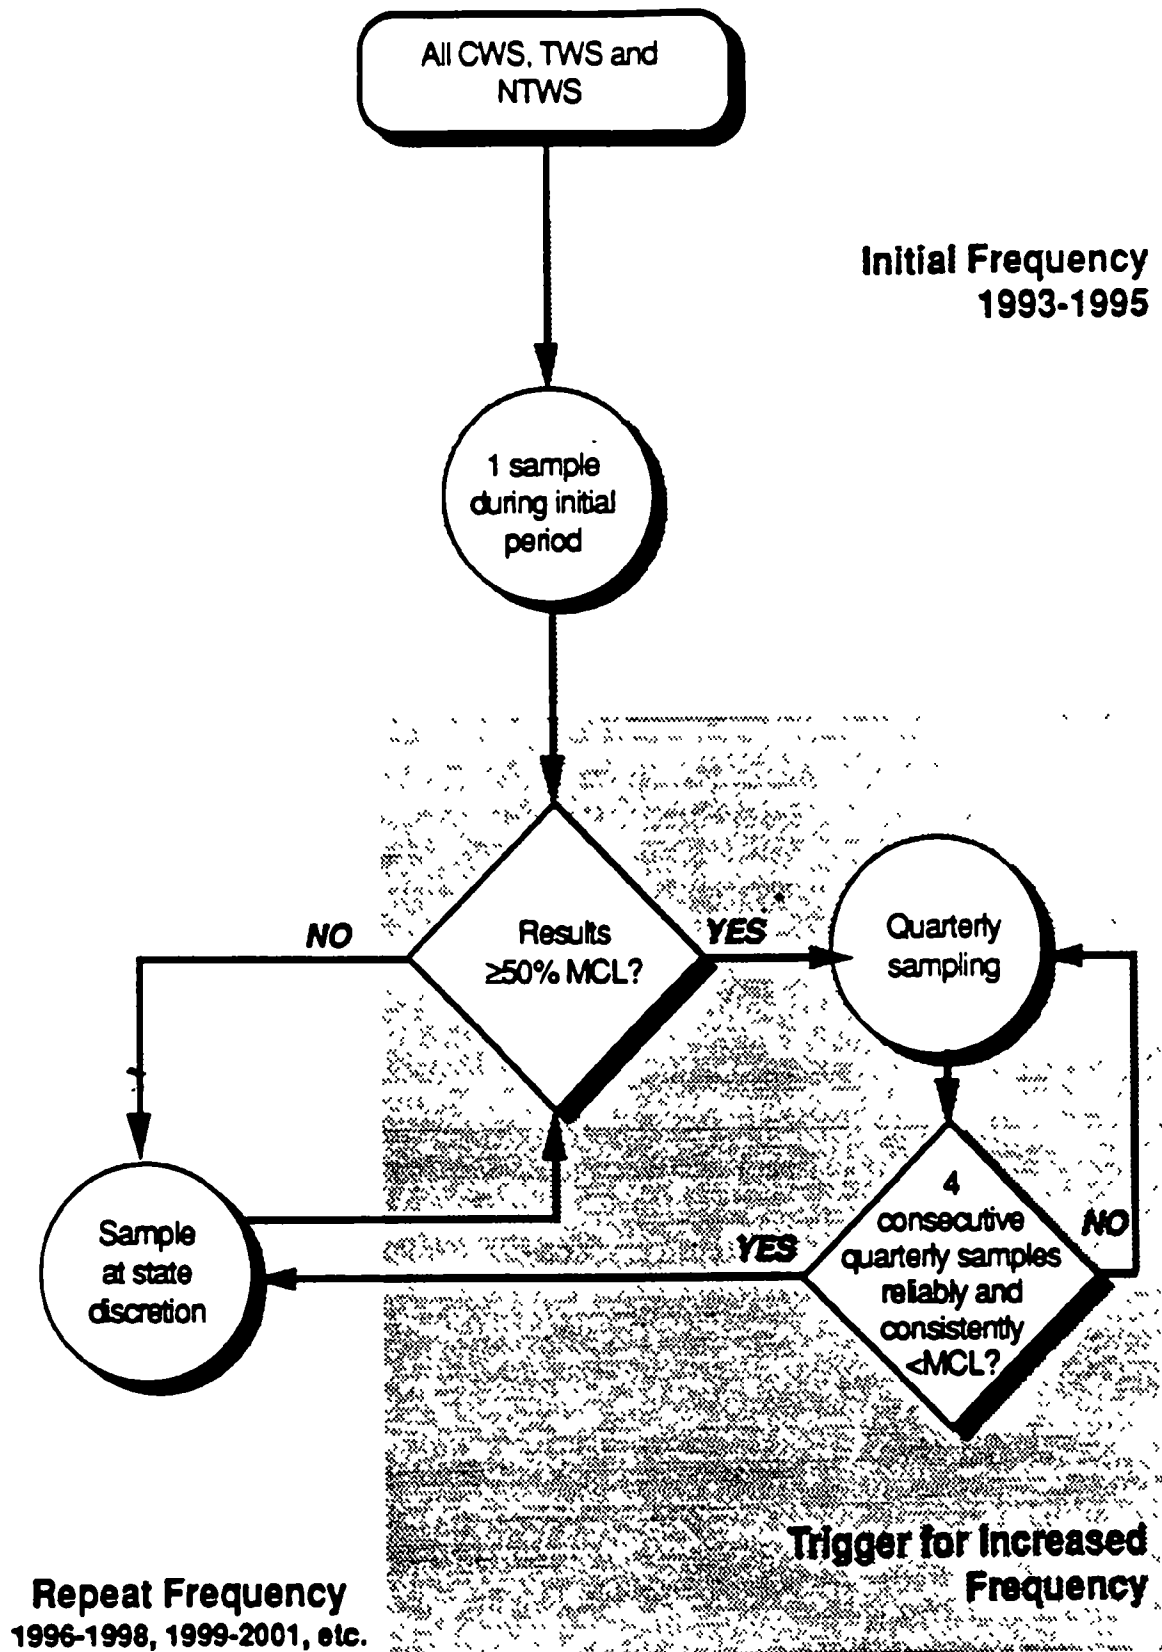 All CWS, TWS and
NTWS
Initial Frequency
1993-1995
1 sample
during initial
period
NO
Results
≥50% MCL?
YES
Quarterly
sampling
Sample
at state
discretion
YES
4
consecutive
quarterly samples
reliably and
consistently
<MCL?
NO
Trigger for Increased
Frequency
Repeat Frequency
1996-1998, 1999-2001, etc.